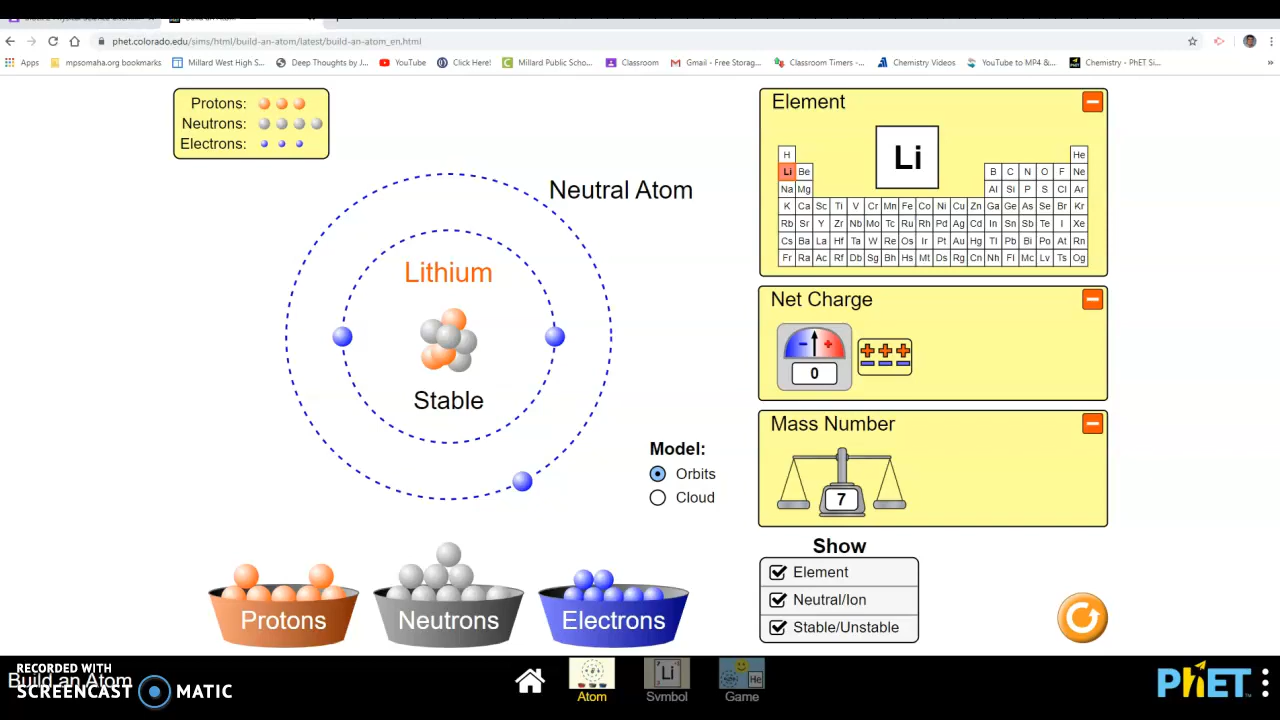 phet.colorado.edu/sims/html/build-an-atom/latest/build-an-atom_en.html
Apps mpsomaha.org bookmarks Millard West High S... Deep Thoughts by J... YouTube Click Here! Millard Public Scho... Classroom Gmail - Free Storag... Classroom Timers -... Chemistry Videos YouTube to MP4 &... Chemistry - PhET Si... »
Protons:
Neutrons:
Electrons:
Neutral Atom
Lithium
Stable
Model:
Orbits
Cloud
Protons
Neutrons
Electrons
Element
Li
H He
Li Be B C N O F Ne
Na Mg Al Si P S Cl Ar
K Ca Sc Ti V Cr Mn Fe Co Ni Cu Zn Ga Ge As Se Br Kr
Rb Sr Y Zr Nb Mo Tc Ru Rh Pd Ag Cd In Sn Sb Te I Xe
Cs Ba La Hf Ta W Re Os Ir Pt Au Hg Tl Pb Bi Po At Rn
Fr Ra Ac Rf Db Sg Bh Hs Mt Ds Rg Cn Nh Fl Mc Lv Ts Og
Net Charge
- +
0
+ + +
Mass Number
7
Show
Element
Neutral/Ion
Stable/Unstable
Build an Atom
RECORDED WITH
SCREENCAST MATIC
Atom
Li
Symbol
He
Game
PhET